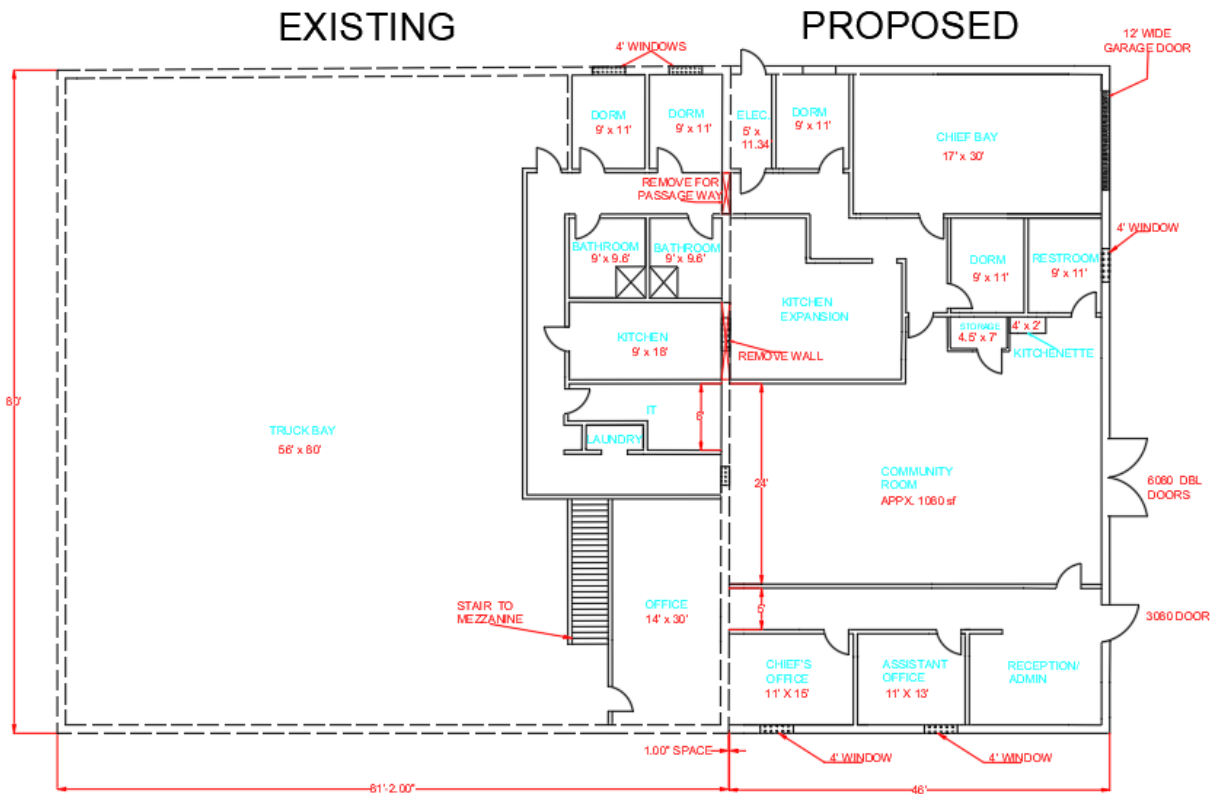 EXISTING
PROPOSED
4' WINDOWS
12' WIDE
GARAGE DOOR
DORM
9' x 11'
DORM
9' x 11'
ELEC.
5' x
11.34'
DORM
9' x 11'
CHIEF BAY
17' x 30'
REMOVE FOR
PASSAGE WAY
4' WINDOW
BATHROOM
9' x 9.6'
BATHROOM
9' x 9.6'
DORM
9' x 11'
RESTROOM
9' x 11'
KITCHEN
EXPANSION
STORAGE
4.5' x 7'
4' x 2'
KITCHENETTE
KITCHEN
9' x 18'
REMOVE WALL
IT
8'
LAUNDRY
TRUCK BAY
56' x 80'
80'
24'
COMMUNITY
ROOM
APPX. 1080 sf
6080 DBL
DOORS
STAIR TO
MEZZANINE
OFFICE
14' x 30'
3080 DOOR
CHIEF'S
OFFICE
11' X 15'
ASSISTANT
OFFICE
11' X 13'
RECEPTION/
ADMIN
1.00" SPACE
4' WINDOW
4' WINDOW
81'-2.00"
46'